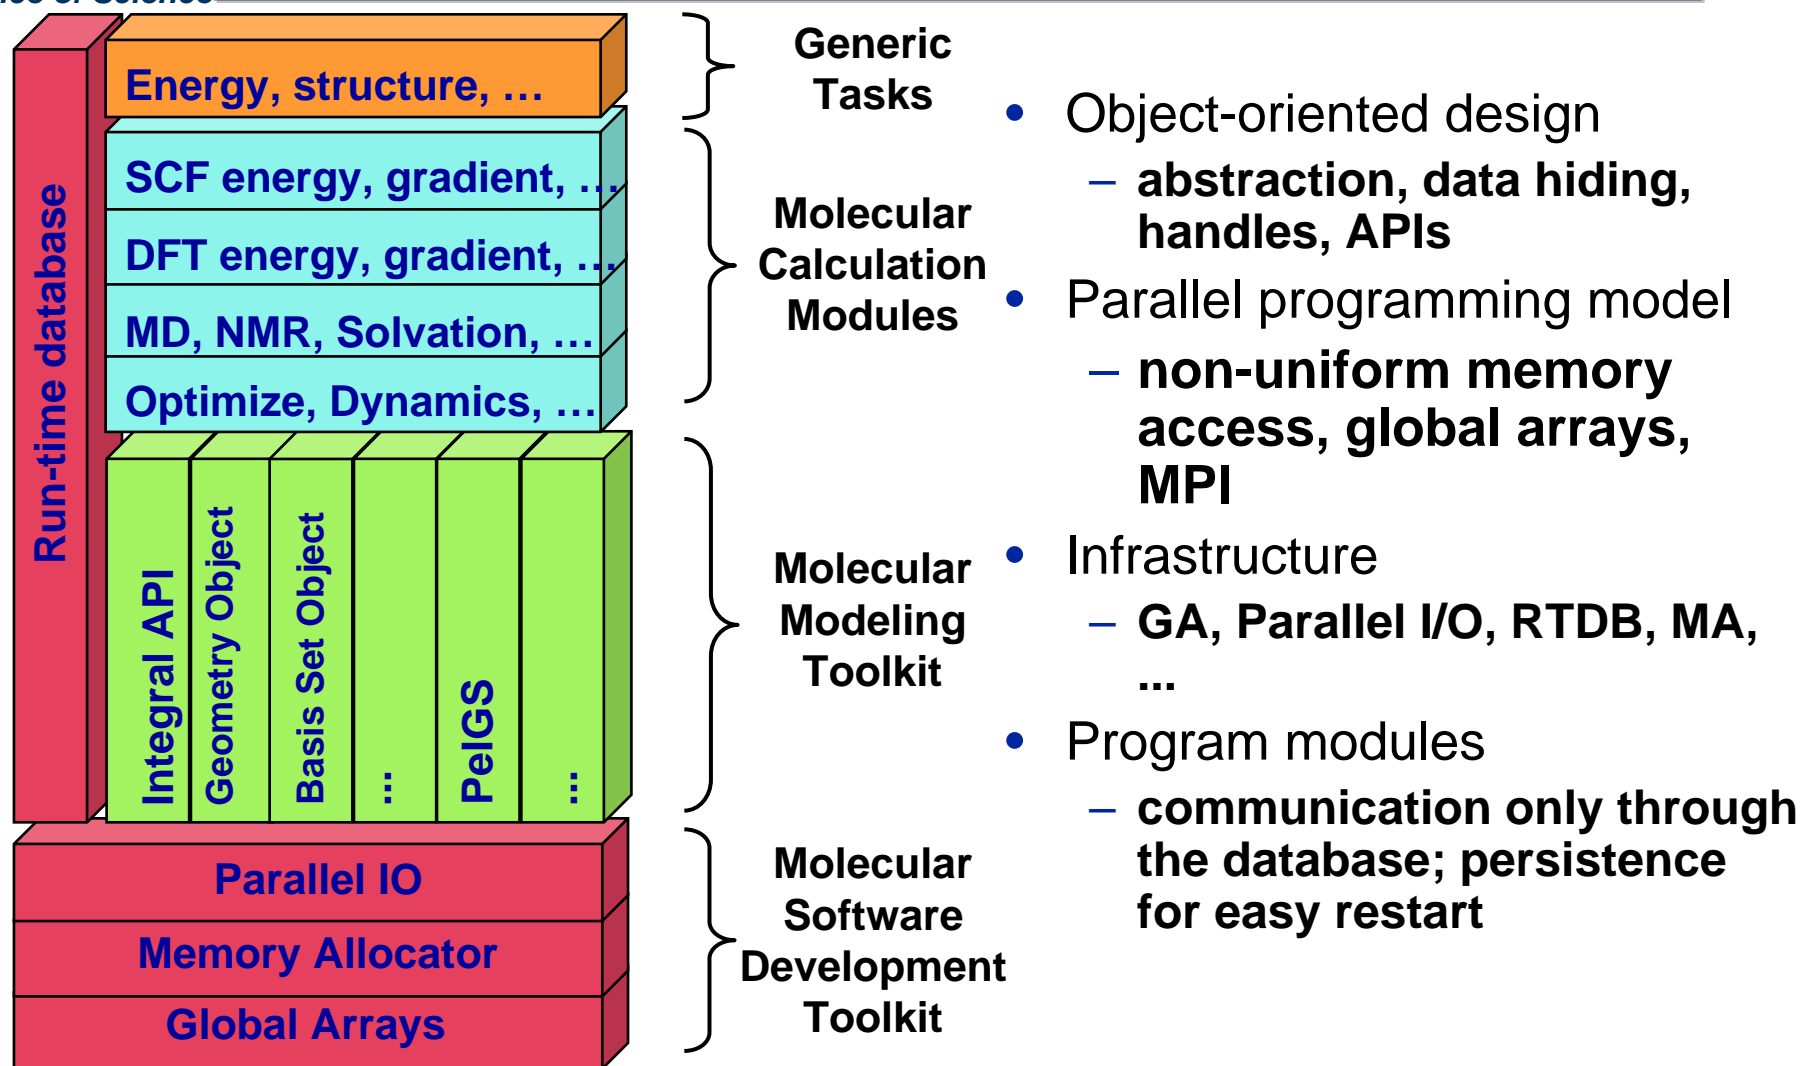 ice of Science
Run-time database
Energy, structure, …
SCF energy, gradient, …
DFT energy, gradient, …
MD, NMR, Solvation, …
Optimize, Dynamics, …
Integral API
Geometry Object
Basis Set Object
...
PeIGS
...
Parallel IO
Memory Allocator
Global Arrays
Generic
Tasks
Molecular
Calculation
Modules
Molecular
Modeling
Toolkit
Molecular
Software
Development
Toolkit
• Object-oriented design
– abstraction, data hiding,
handles, APIs
• Parallel programming model
– non-uniform memory
access, global arrays,
MPI
• Infrastructure
– GA, Parallel I/O, RTDB, MA,
...
• Program modules
– communication only through
the database; persistence
for easy restart